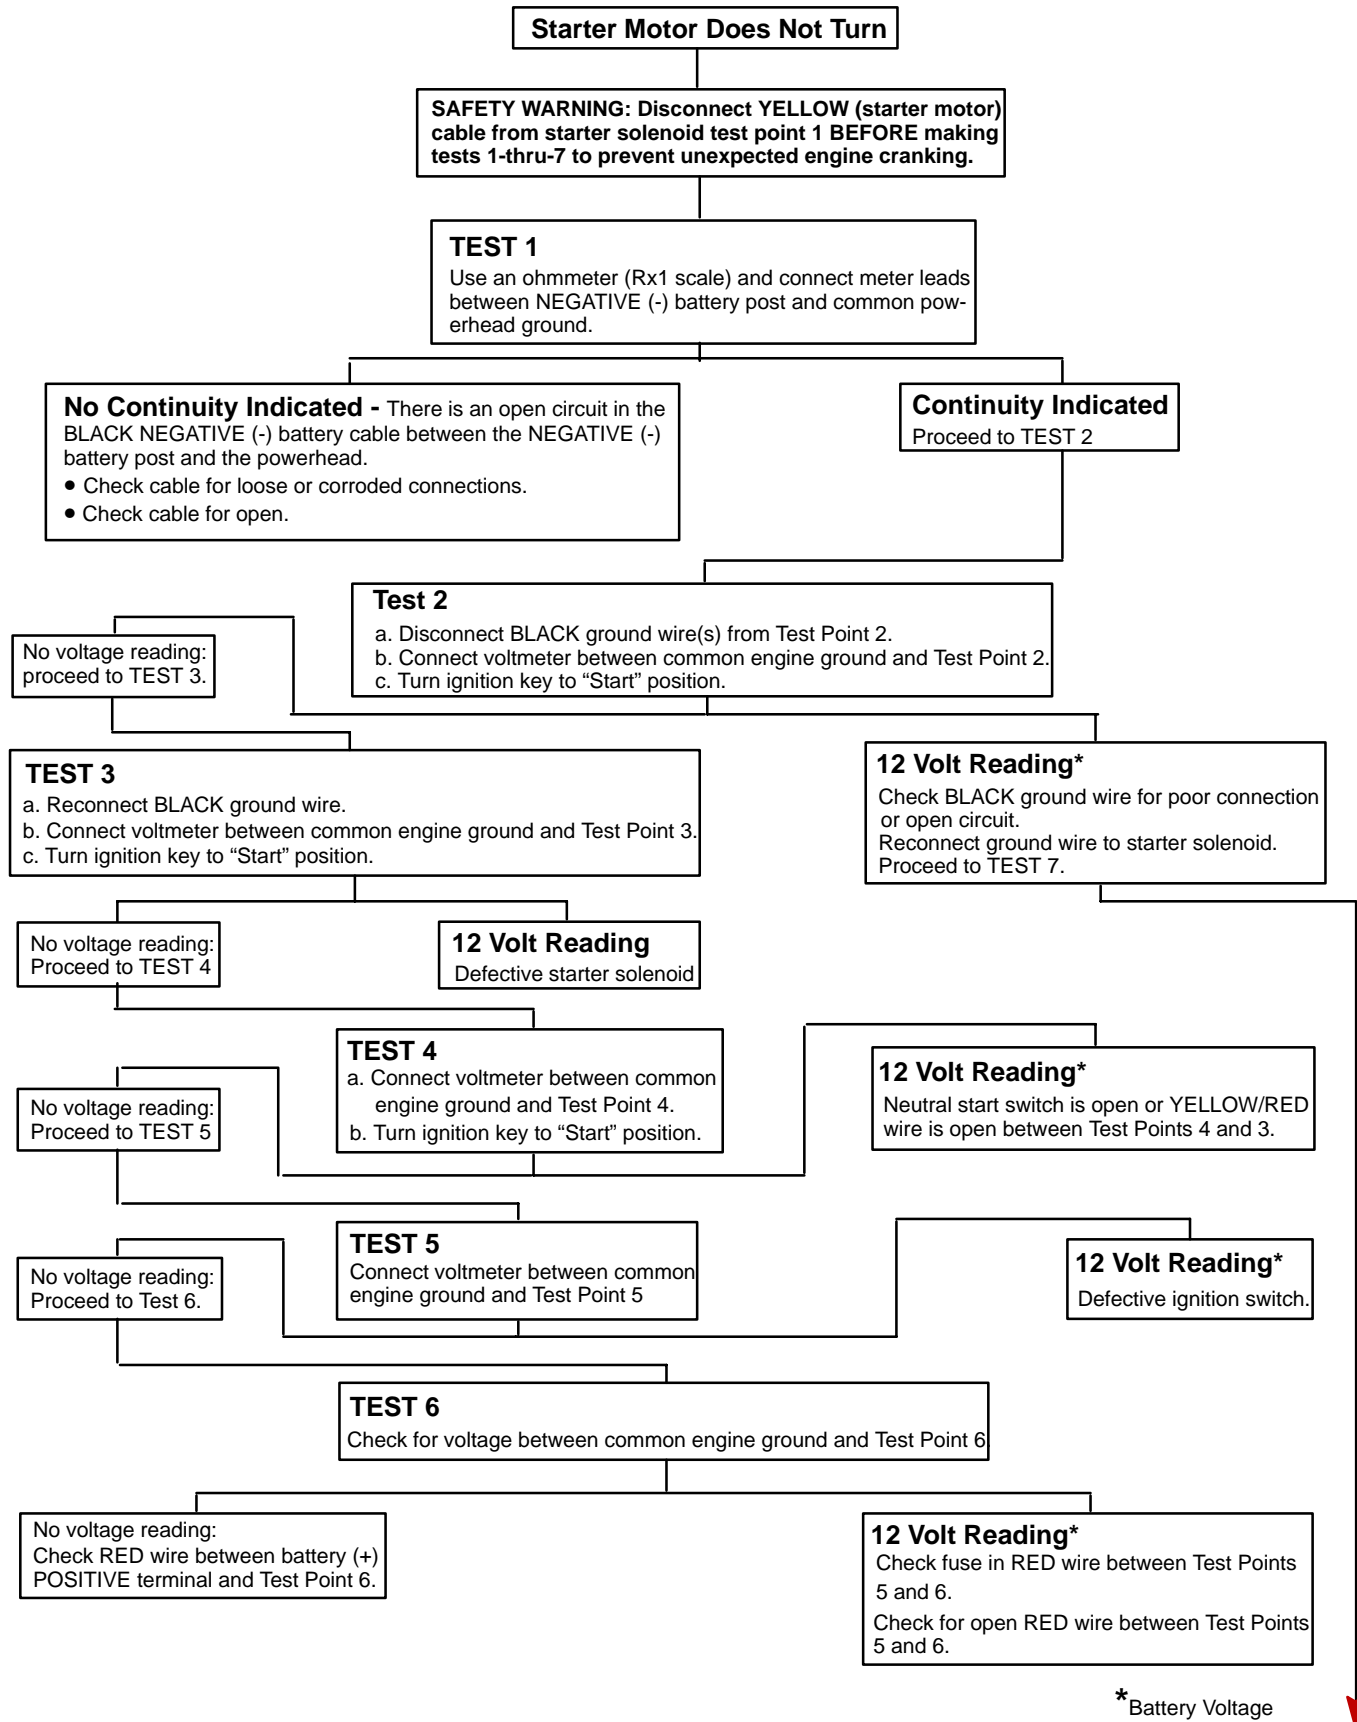 Starter Motor Does Not Turn
SAFETY WARNING: Disconnect YELLOW (starter motor)
cable from starter solenoid test point 1 BEFORE making
tests 1-thru-7 to prevent unexpected engine cranking.
TEST 1
Use an ohmmeter (Rx1 scale) and connect meter leads
between NEGATIVE (-) battery post and common pow-
erhead ground.
No Continuity Indicated - There is an open circuit in the
BLACK NEGATIVE (-) battery cable between the NEGATIVE (-)
battery post and the powerhead.
• Check cable for loose or corroded connections.
• Check cable for open.
Continuity Indicated
Proceed to TEST 2
Test 2
a. Disconnect BLACK ground wire(s) from Test Point 2.
b. Connect voltmeter between common engine ground and Test Point 2.
c. Turn ignition key to “Start” position.
No voltage reading:
proceed to TEST 3.
TEST 3
a. Reconnect BLACK ground wire.
b. Connect voltmeter between common engine ground and Test Point 3.
c. Turn ignition key to “Start” position.
12 Volt Reading*
Check BLACK ground wire for poor connection
or open circuit.
Reconnect ground wire to starter solenoid.
Proceed to TEST 7.
No voltage reading:
Proceed to TEST 4
12 Volt Reading
Defective starter solenoid
TEST 4
a. Connect voltmeter between common
engine ground and Test Point 4.
b. Turn ignition key to “Start” position.
12 Volt Reading*
Neutral start switch is open or YELLOW/RED
wire is open between Test Points 4 and 3.
No voltage reading:
Proceed to TEST 5
TEST 5
Connect voltmeter between common
engine ground and Test Point 5
12 Volt Reading*
Defective ignition switch.
No voltage reading:
Proceed to Test 6.
TEST 6
Check for voltage between common engine ground and Test Point 6.
No voltage reading:
Check RED wire between battery (+)
POSITIVE terminal and Test Point 6.
12 Volt Reading*
Check fuse in RED wire between Test Points
5 and 6.
Check for open RED wire between Test Points
5 and 6.
*Battery Voltage